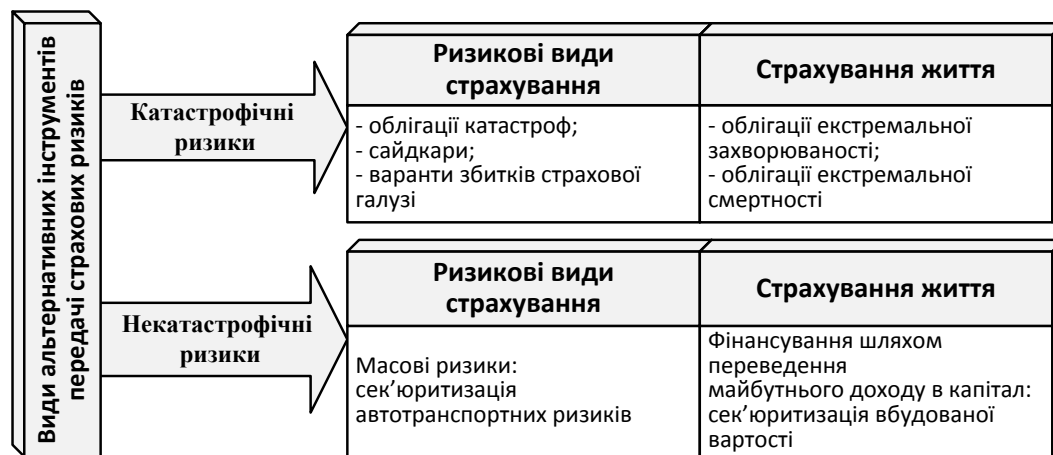 Види альтернативних інструментів
передачі страхових ризиків
Катастрофічні
ризики
Ризикові види
страхування
Страхування життя
- облігації катастроф;
- сайдкари;
- варанти збитків страхової
галузі
- облігації екстремальної
захворюваності;
- облігації екстремальної
смертності
Некатастрофічні
ризики
Ризикові види
страхування
Страхування життя
Масові ризики:
сек’юритизація
автотранспортних ризиків
Фінансування шляхом
переведення
майбутнього доходу в капітал:
сек’юритизація вбудованої
вартості